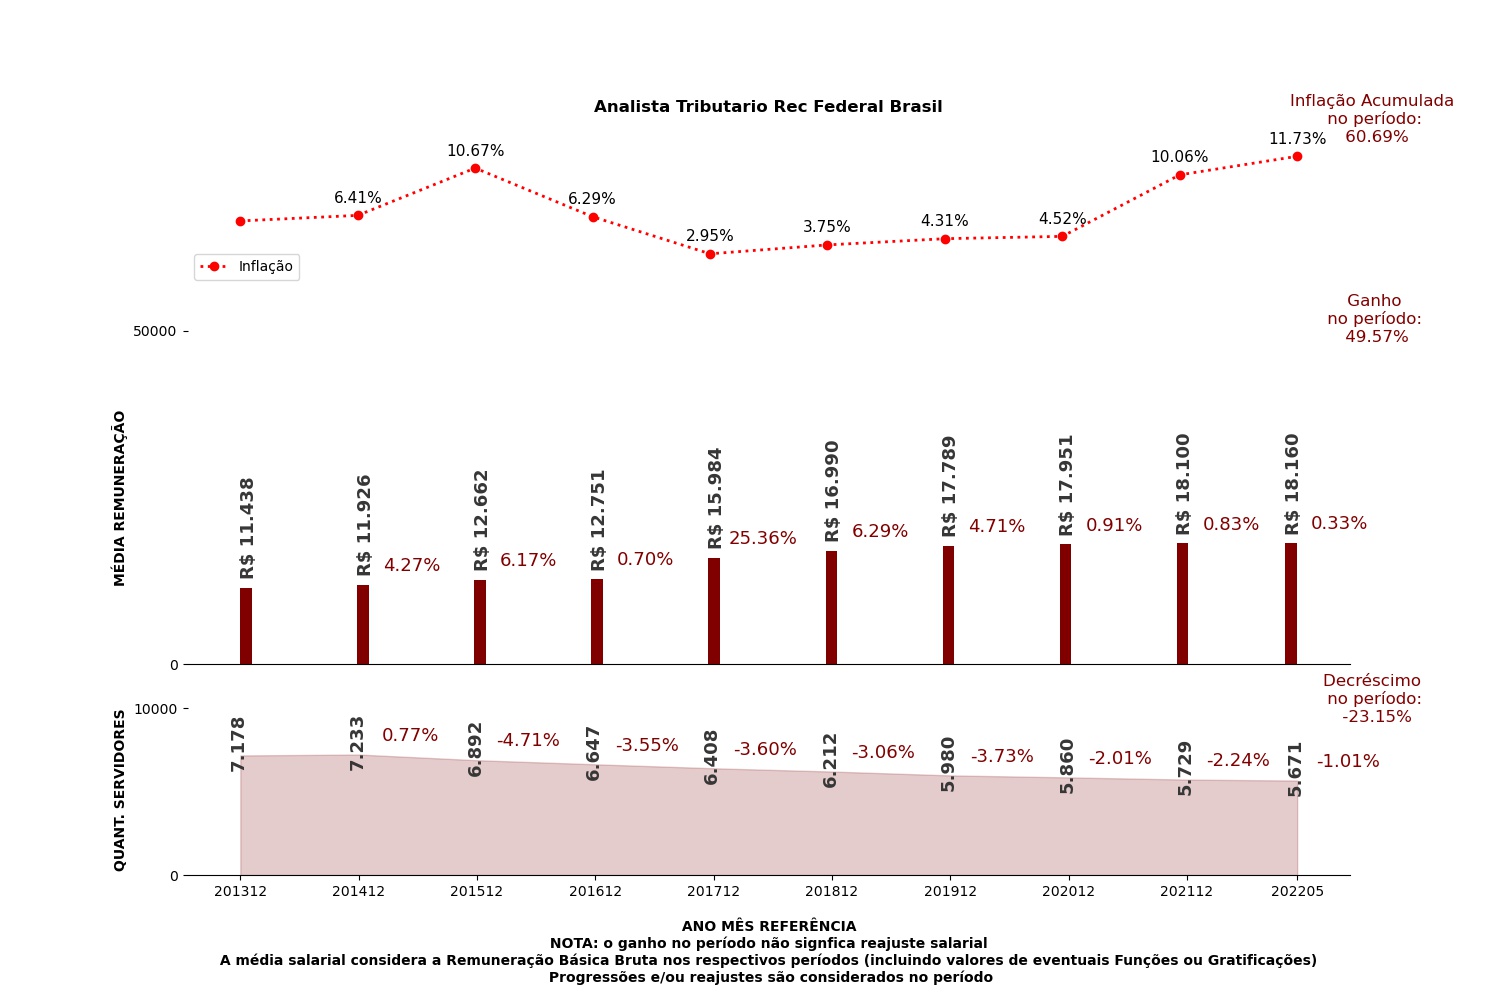 Analista Tributario Rec Federal Brasil
Inflação Acumulada
no período:
60.69%
6.41%
10.67%
6.29%
2.95%
3.75%
4.31%
4.52%
10.06%
11.73%
Inflação
Ganho
no período:
49.57%
50000
0
MÉDIA REMUNERAÇÃO
R$ 11.438
R$ 11.926
4.27%
R$ 12.662
6.17%
R$ 12.751
0.70%
R$ 15.984
25.36%
R$ 16.990
6.29%
R$ 17.789
4.71%
R$ 17.951
0.91%
R$ 18.100
0.83%
R$ 18.160
0.33%
Decréscimo
no período:
-23.15%
10000
0
QUANT. SERVIDORES
7.178
7.233
0.77%
6.892
-4.71%
6.647
-3.55%
6.408
-3.60%
6.212
-3.06%
5.980
-3.73%
5.860
-2.01%
5.729
-2.24%
5.671
-1.01%
201312
201412
201512
201612
201712
201812
201912
202012
202112
202205
ANO MÊS REFERÊNCIA
NOTA: o ganho no período não signfica reajuste salarial
A média salarial considera a Remuneração Básica Bruta nos respectivos períodos (incluindo valores de eventuais Funções ou Gratificações)
Progressões e/ou reajustes são considerados no período